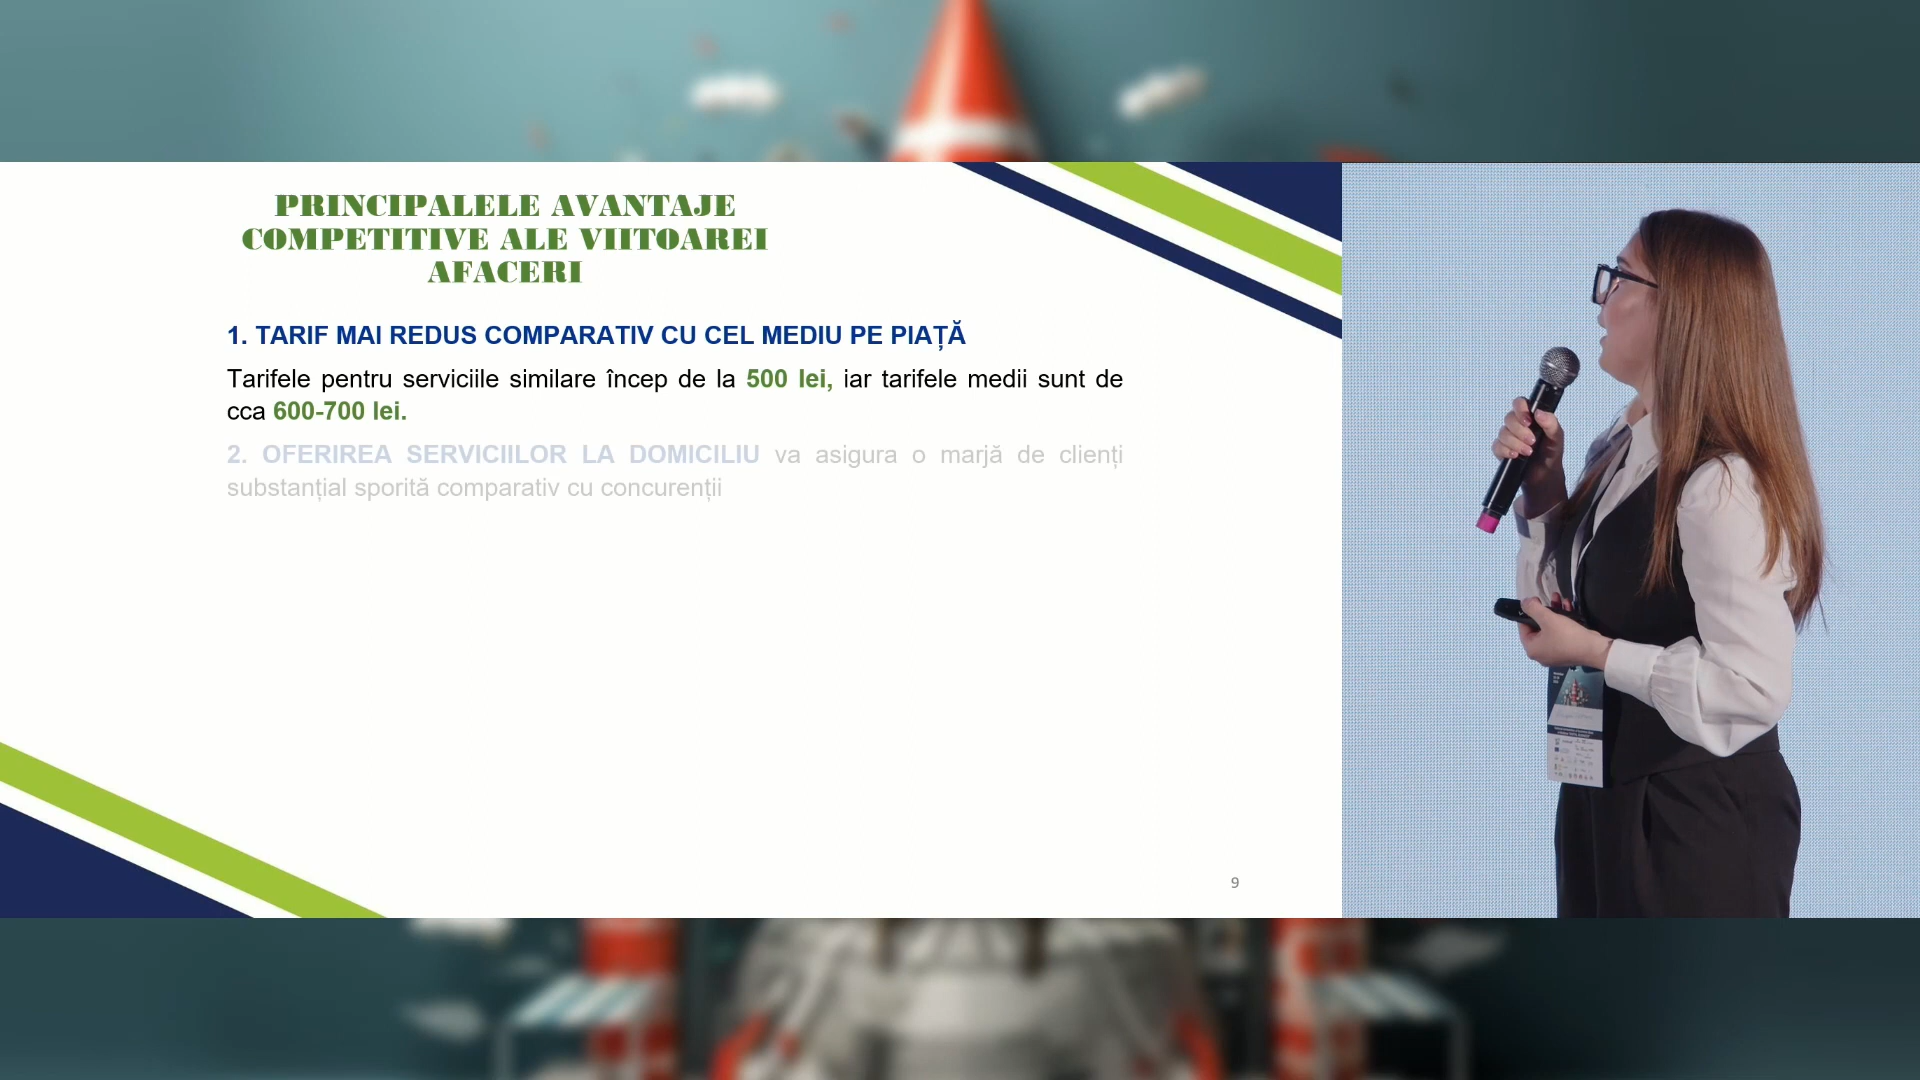 PRINCIPALELE AVANTAJE
COMPETITIVE ALE VIITOAREI
AFACERI
1. TARIF MAI REDUS COMPARATIV CU CEL MEDIU PE PIAȚĂ
Tarifele pentru serviciile similare încep de la 500 lei, iar tarifele medii sunt de
cca 600-700 lei.
2. OFERIREA SERVICIILOR LA DOMICILIU va asigura o marjă de clienți
substanțial sporită comparativ cu concurenții
9